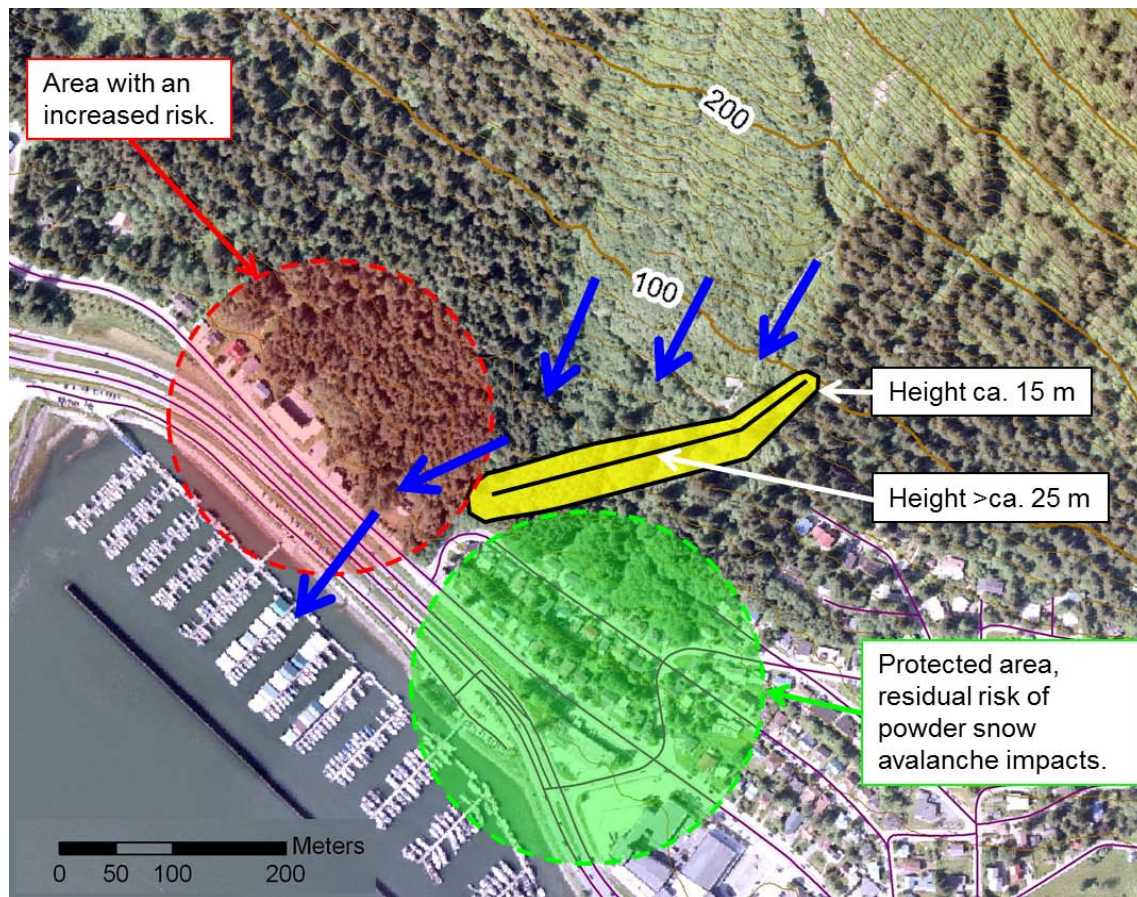 Area with an
increased risk.
200
100
Height ca. 15 m
Height >ca. 25 m
Protected area,
residual risk of
powder snow
avalanche impacts.
Meters
0 50 100 200